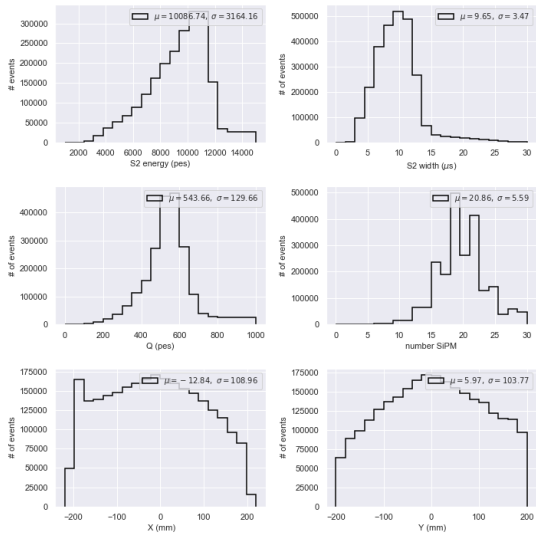 μ = 10086.74, σ = 3164.16
# of events
300000
250000
200000
150000
100000
50000
0
2000 4000 6000 8000 10000 12000 14000
S2 energy (pes)
μ = 9.65, σ = 3.47
# of events
500000
400000
300000
200000
100000
0
0 5 10 15 20 25 30
S2 width (μs)
μ = 543.66, σ = 129.66
# of events
400000
300000
200000
100000
0
0 200 400 600 800 1000
Q (pes)
μ = 20.86, σ = 5.59
# of events
500000
400000
300000
200000
100000
0
0 5 10 15 20 25 30
number SiPM
μ = −12.84, σ = 108.96
# of events
175000
150000
125000
100000
75000
50000
25000
0
−200 −100 0 100 200
X (mm)
μ = 5.97, σ = 103.77
# of events
175000
150000
125000
100000
75000
50000
25000
0
−200 −100 0 100 200
Y (mm)